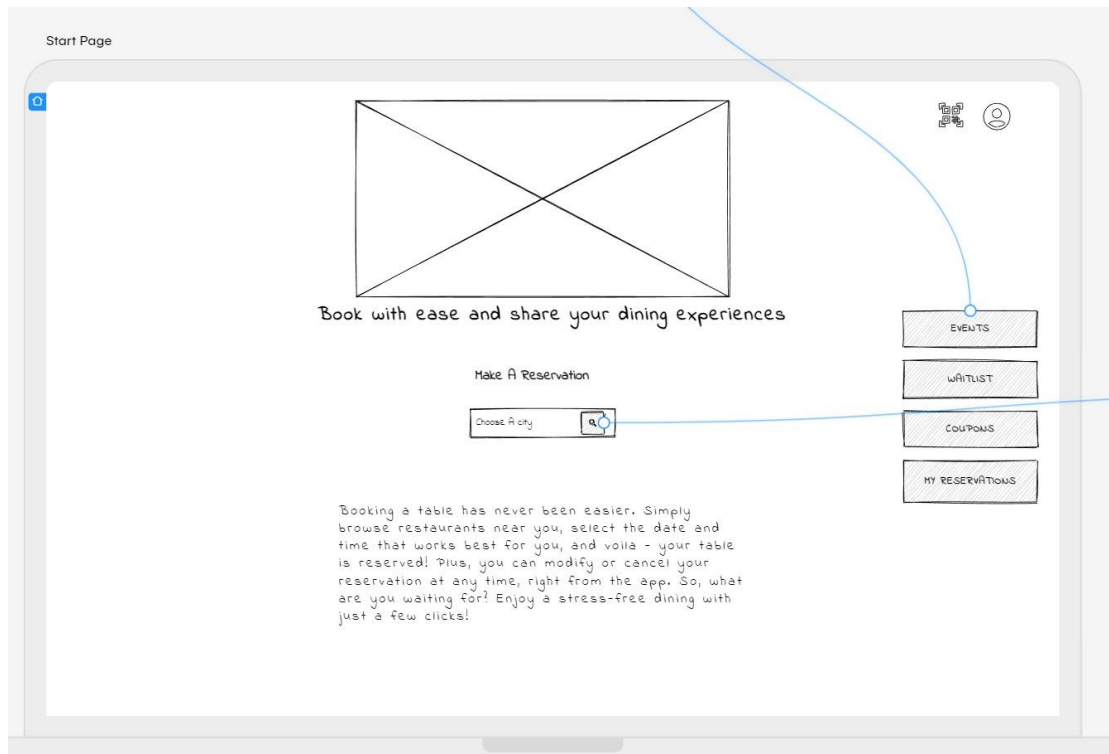 Start Page
Book with ease and share your dining experiences
EVENTS
Make A Reservation
WAITLIST
Choose A city
COUPONS
MY RESERVATIONS
Booking a table has never been easier. Simply
browse restaurants near you, select the date and
time that works best for you, and voila - your table
is reserved! Plus, you can modify or cancel your
reservation at any time, right from the app. So, what
are you waiting for? Enjoy a stress-free dining with
just a few clicks!